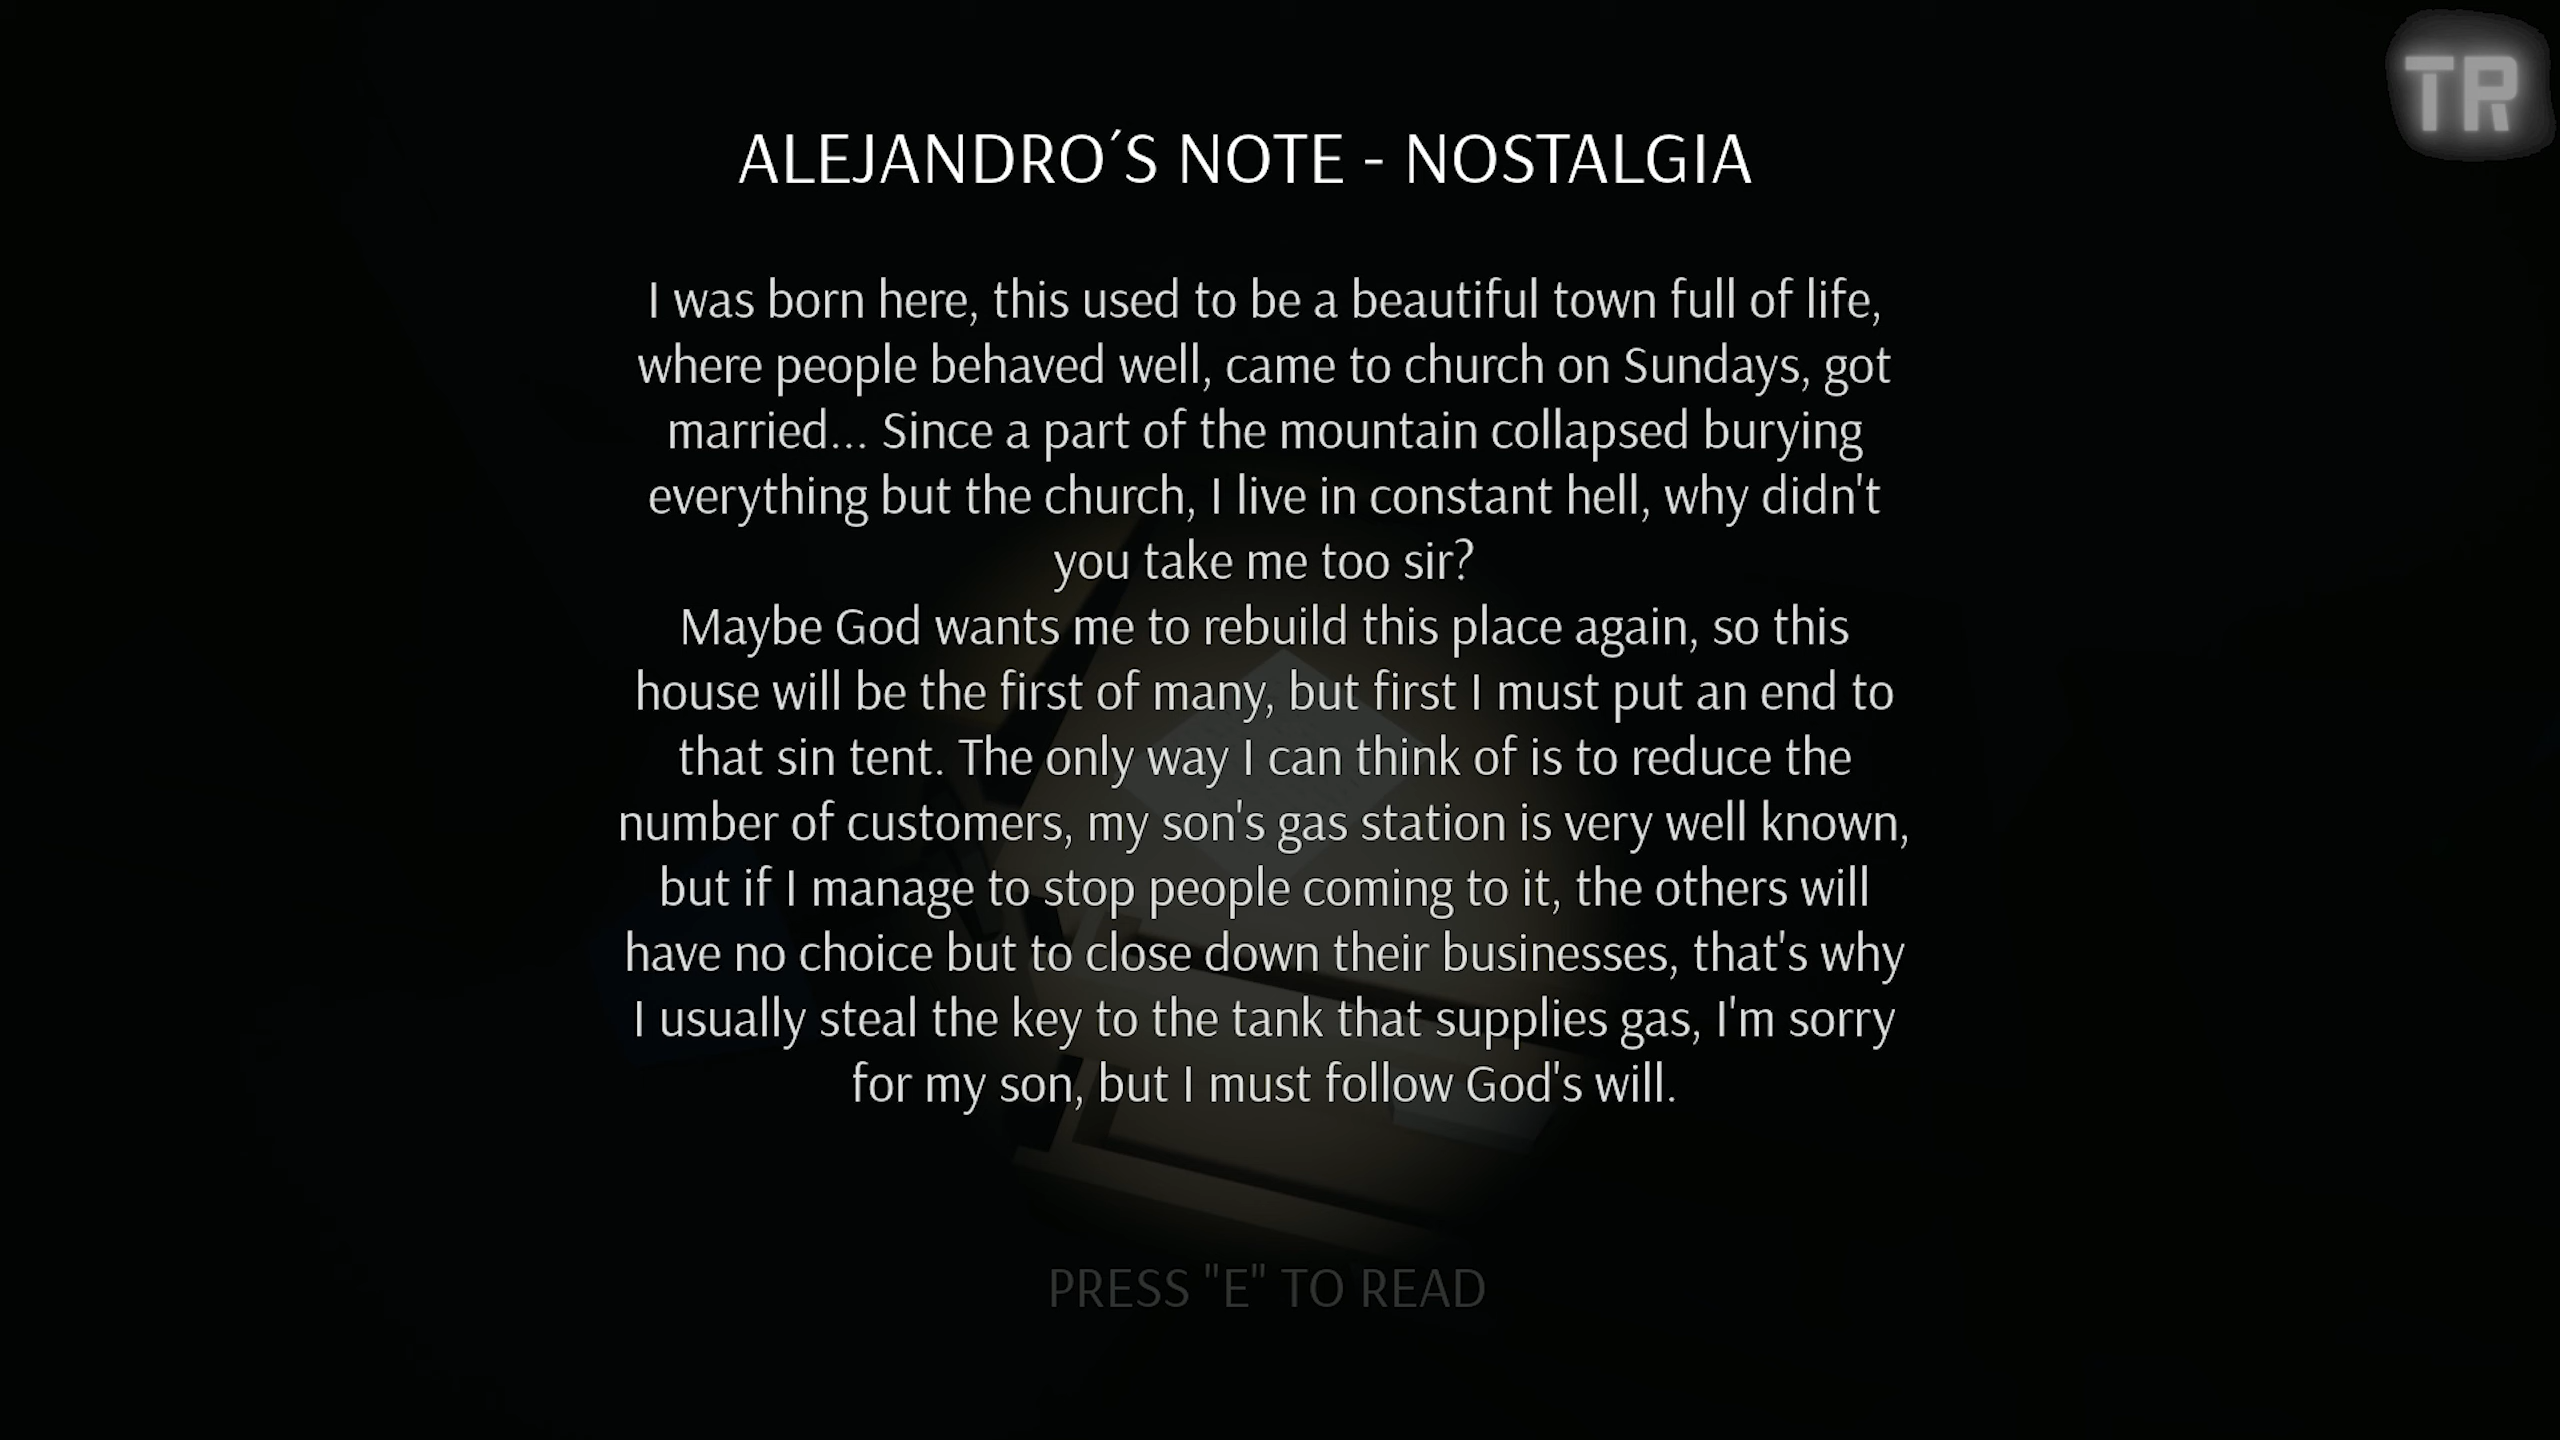 TR
ALEJANDRO´S NOTE - NOSTALGIA
I was born here, this used to be a beautiful town full of life,
where people behaved well, came to church on Sundays, got
married... Since a part of the mountain collapsed burying
everything but the church, I live in constant hell, why didn't
you take me too sir?
Maybe God wants me to rebuild this place again, so this
house will be the first of many, but first I must put an end to
that sin tent. The only way I can think of is to reduce the
number of customers, my son's gas station is very well known,
but if I manage to stop people coming to it, the others will
have no choice but to close down their businesses, that's why
I usually steal the key to the tank that supplies gas, I'm sorry
for my son, but I must follow God's will.
PRESS "E" TO READ